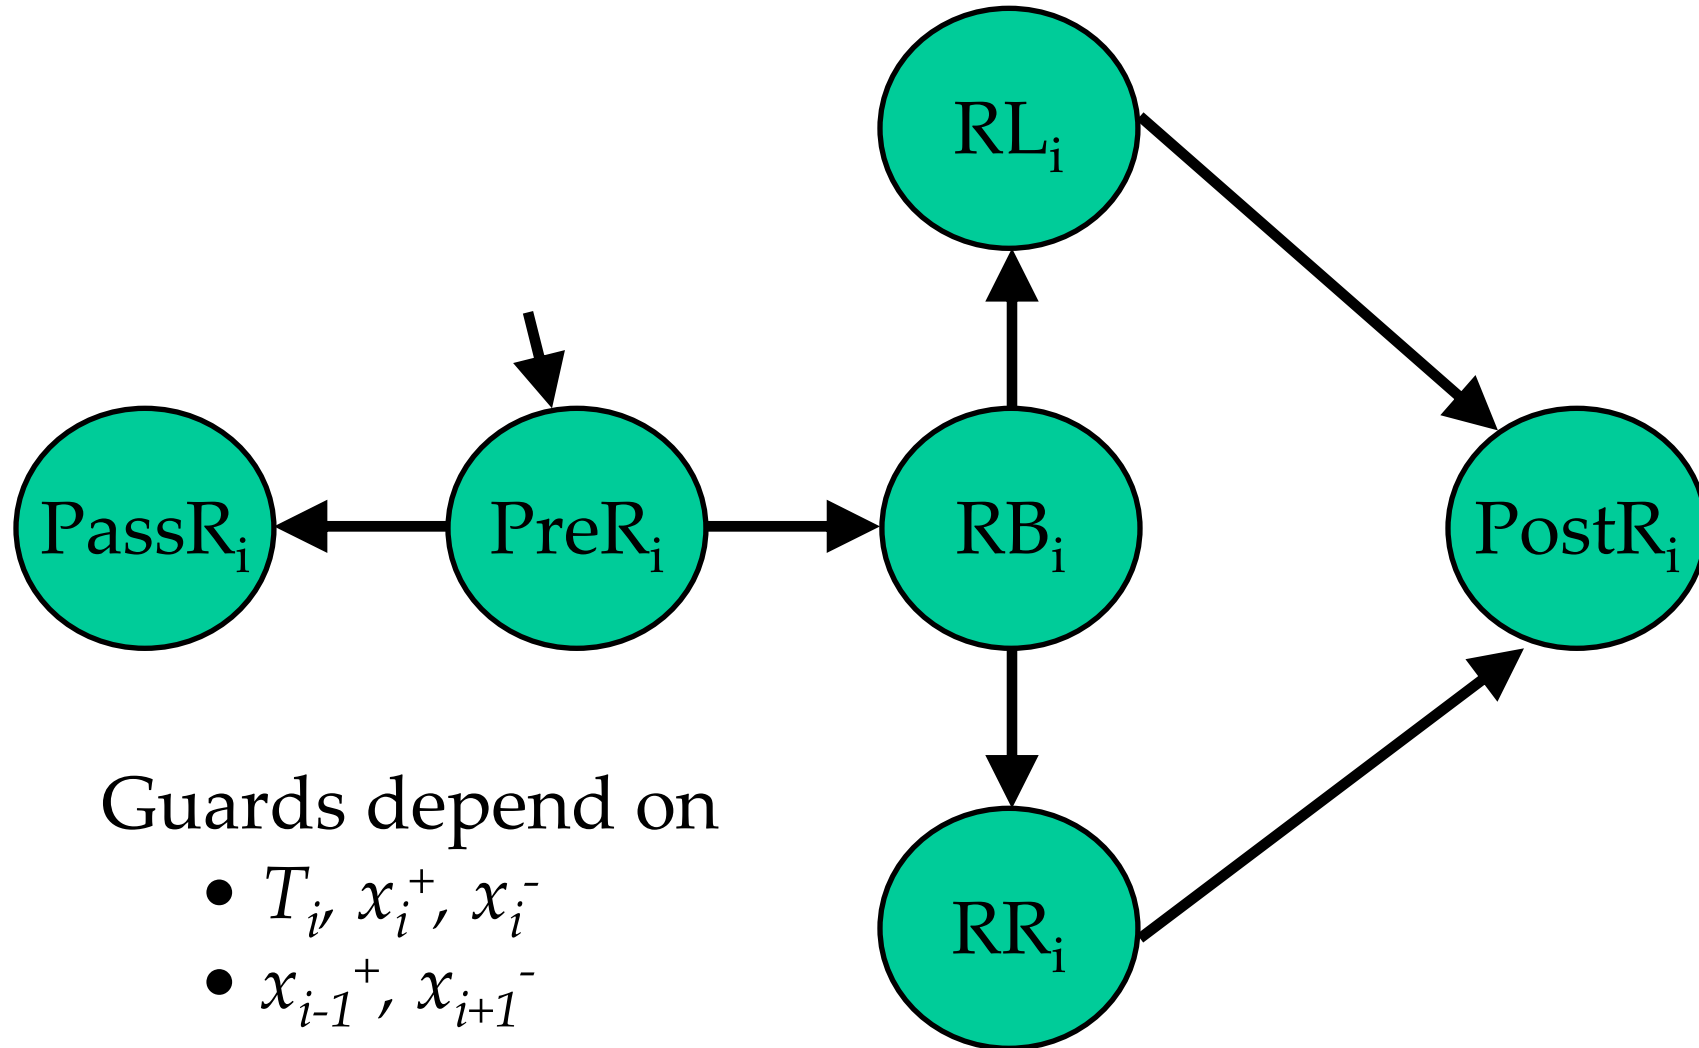 RLᵢ
PassRᵢ PreRᵢ RBᵢ PostRᵢ
Guards depend on
• Tᵢ, xᵢ⁺, xᵢ⁻
• xᵢ₋₁⁺, xᵢ₊₁⁻
RRᵢ